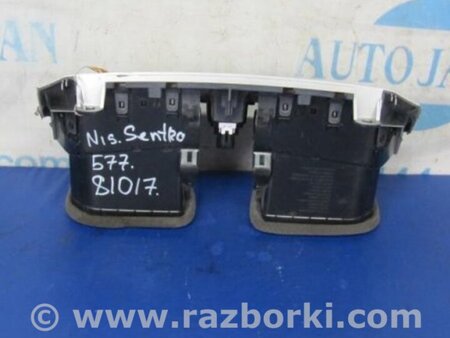 AUTOJA
Nis. Sentro
577.
81017.
© www.razborki.com